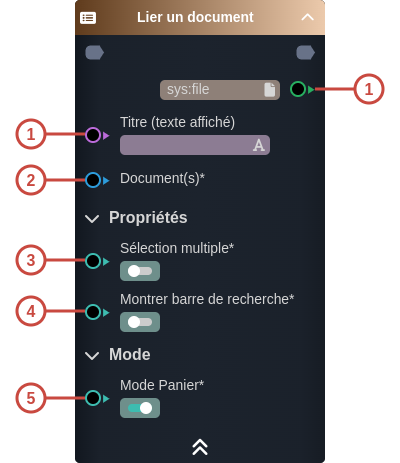 Lier un document
sys:file
1
Titre (texte affiché)
1
A
2
Document(s)*
Propriétés
Sélection multiple*
3
Montrer barre de recherche*
4
Mode
Mode Panier*
5